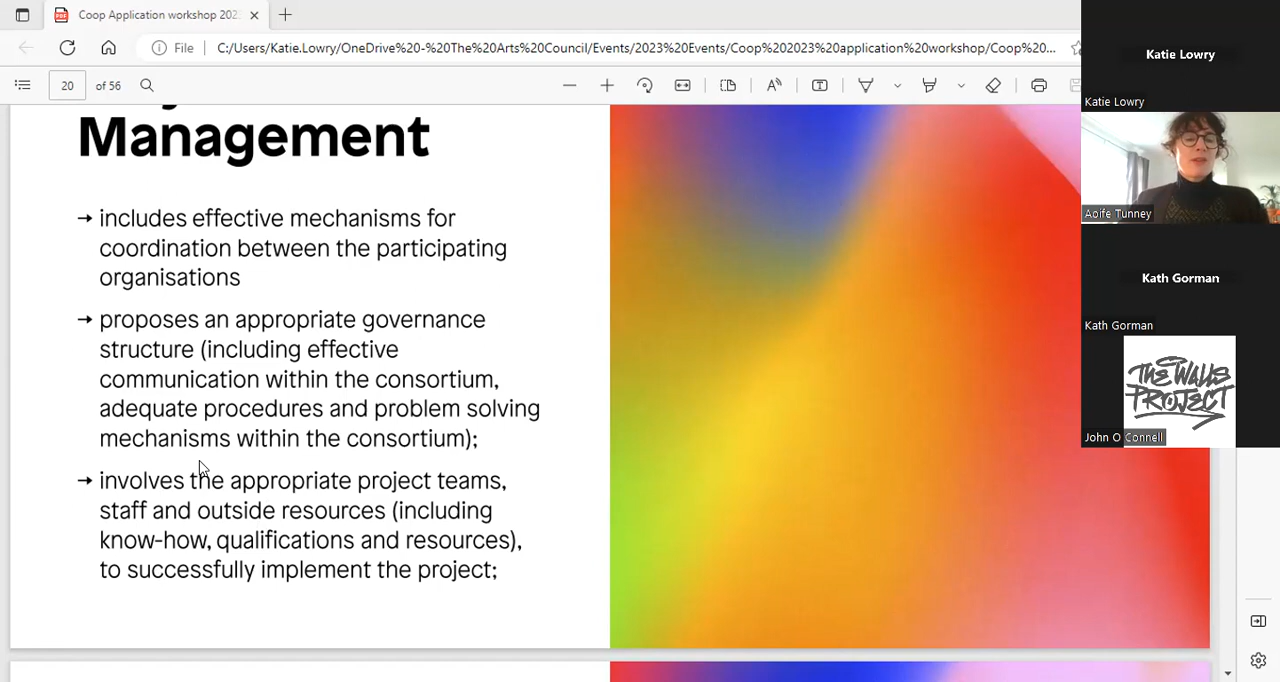 Coop Application workshop 202
File
C:/Users/Katie.Lowry/OneDrive%20-%20The%20Arts%20Council/Events/2023%20Events/Coop%202023%20application%20workshop/Coop%20...
20 of 56
Management
→ includes effective mechanisms for
coordination between the participating
organisations
→ proposes an appropriate governance
structure (including effective
communication within the consortium,
adequate procedures and problem solving
mechanisms within the consortium);
→ involves the appropriate project teams,
staff and outside resources (including
know-how, qualifications and resources),
to successfully implement the project;
Katie Lowry
Katie Lowry
Aoife Tunney
Kath Gorman
Kath Gorman
THE WALLS
PROJECT
John O Connell